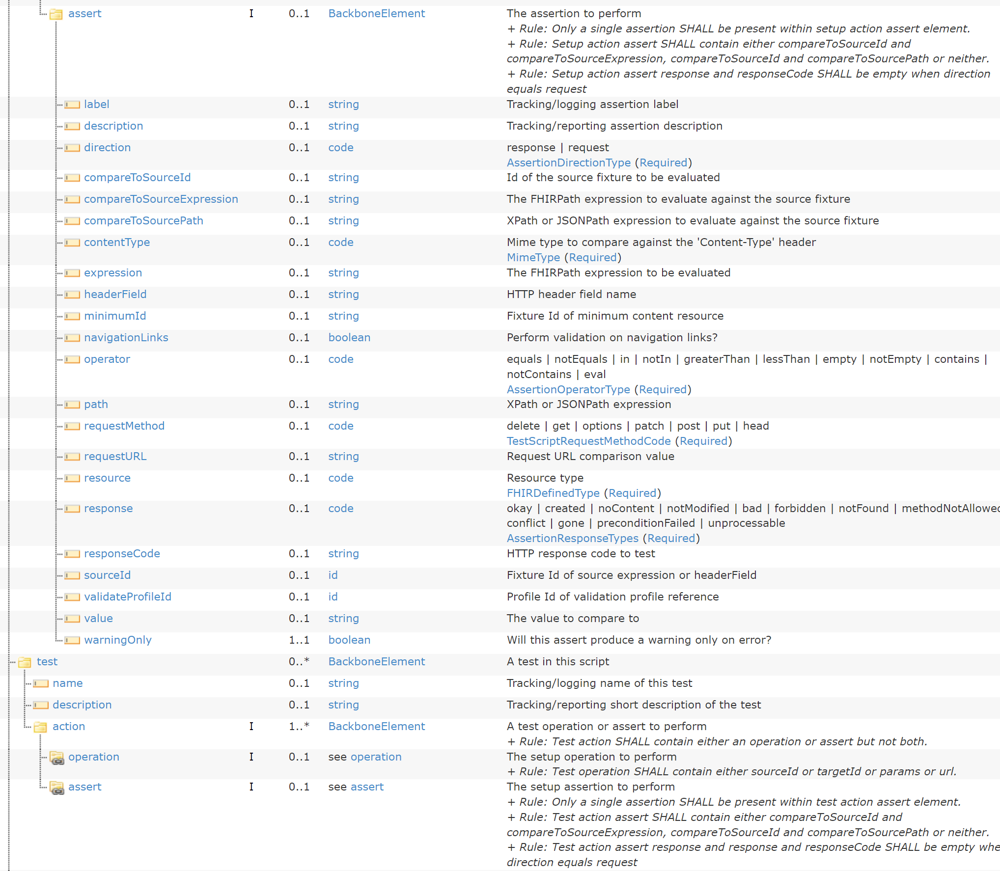 assert I 0..1 BackboneElement The assertion to perform
+ Rule: Only a single assertion SHALL be present within setup action assert element.
+ Rule: Setup action assert SHALL contain either compareToSourceId and
compareToSourceExpression, compareToSourceId and compareToSourcePath or neither.
+ Rule: Setup action assert response and responseCode SHALL be empty when direction
equals request
label 0..1 string Tracking/logging assertion label
description 0..1 string Tracking/reporting assertion description
direction 0..1 code response | request
AssertionDirectionType (Required)
compareToSourceId 0..1 string Id of the source fixture to be evaluated
compareToSourceExpression 0..1 string The FHIRPath expression to evaluate against the source fixture
compareToSourcePath 0..1 string XPath or JSONPath expression to evaluate against the source fixture
contentType 0..1 code Mime type to compare against the 'Content-Type' header
MimeType (Required)
expression 0..1 string The FHIRPath expression to be evaluated
headerField 0..1 string HTTP header field name
minimumId 0..1 string Fixture Id of minimum content resource
navigationLinks 0..1 boolean Perform validation on navigation links?
operator 0..1 code equals | notEquals | in | notIn | greaterThan | lessThan | empty | notEmpty | contains |
notContains | eval
AssertionOperatorType (Required)
path 0..1 string XPath or JSONPath expression
requestMethod 0..1 code delete | get | options | patch | post | put | head
TestScriptRequestMethodCode (Required)
requestURL 0..1 string Request URL comparison value
resource 0..1 code Resource type
FHIRDefinedType (Required)
response 0..1 code okay | created | noContent | notModified | bad | forbidden | notFound | methodNotAllowed
conflict | gone | preconditionFailed | unprocessable
AssertionResponseTypes (Required)
responseCode 0..1 string HTTP response code to test
sourceId 0..1 id Fixture Id of source expression or headerField
validateProfileId 0..1 id Profile Id of validation profile reference
value 0..1 string The value to compare to
warningOnly 1..1 boolean Will this assert produce a warning only on error?
test 0..* BackboneElement A test in this script
name 0..1 string Tracking/logging name of this test
description 0..1 string Tracking/reporting short description of the test
action I 1..* BackboneElement A test operation or assert to perform
+ Rule: Test action SHALL contain either an operation or assert but not both.
operation I 0..1 see operation The setup operation to perform
+ Rule: Test operation SHALL contain either sourceId or targetId or params or url.
assert I 0..1 see assert The setup assertion to perform
+ Rule: Only a single assertion SHALL be present within test action assert element.
+ Rule: Test action assert SHALL contain either compareToSourceId and
compareToSourceExpression, compareToSourceId and compareToSourcePath or neither.
+ Rule: Test action assert response and response and responseCode SHALL be empty whe
direction equals request